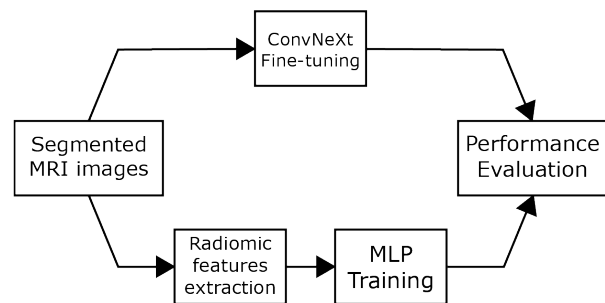 ConvNeXt
Fine-tuning
Segmented
MRI images
Performance
Evaluation
Radiomic
features
extraction
MLP
Training